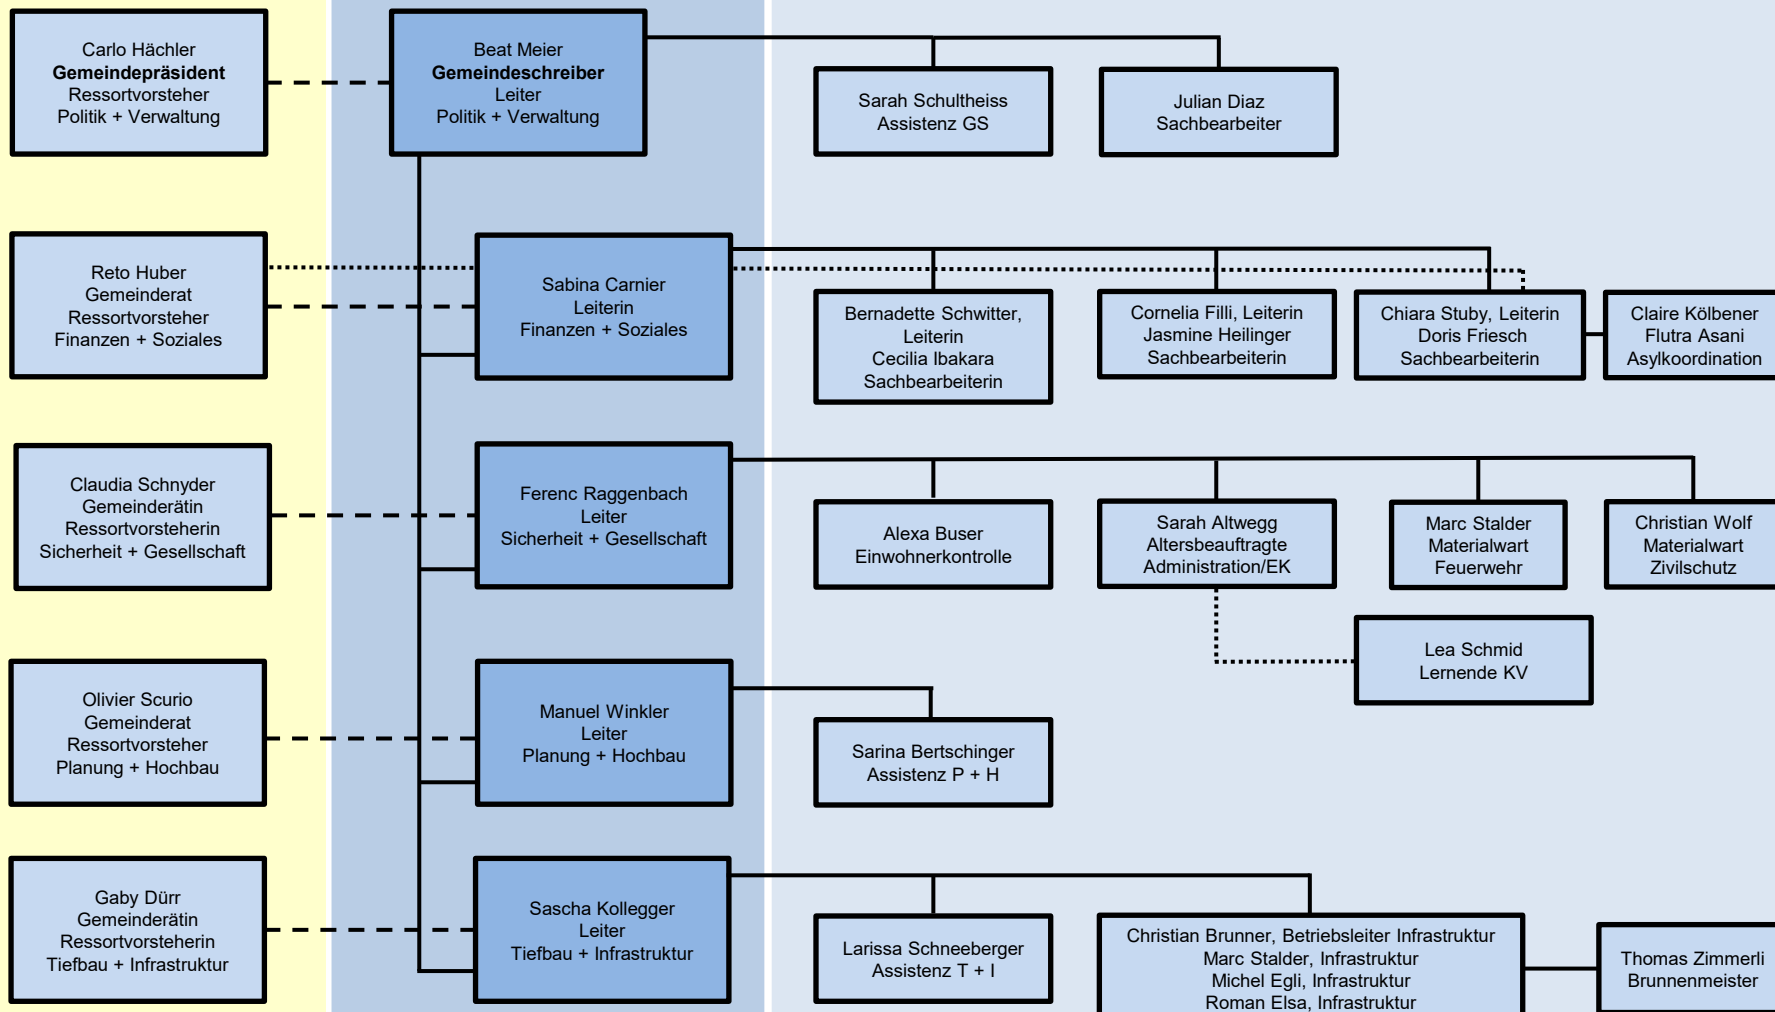 Carlo Hächler
Gemeindepräsident
Ressortvorsteher
Politik + Verwaltung
Beat Meier
Gemeindeschreiber
Leiter
Politik + Verwaltung
Sarah Schultheiss
Assistenz GS
Julian Diaz
Sachbearbeiter
Reto Huber
Gemeinderat
Ressortvorsteher
Finanzen + Soziales
Sabina Carnier
Leiterin
Finanzen + Soziales
Bernadette Schwitter,
Leiterin
Cecilia Ibakara
Sachbearbeiterin
Cornelia Filli, Leiterin
Jasmine Heilinger
Sachbearbeiterin
Chiara Stuby, Leiterin
Doris Friesch
Sachbearbeiterin
Claire Kölbener
Flutra Asani
Asylkoordination
Claudia Schnyder
Gemeinderätin
Ressortvorsteherin
Sicherheit + Gesellschaft
Ferenc Raggenbach
Leiter
Sicherheit + Gesellschaft
Alexa Buser
Einwohnerkontrolle
Sarah Altwegg
Altersbeauftragte
Administration/EK
Marc Stalder
Materialwart
Feuerwehr
Christian Wolf
Materialwart
Zivilschutz
Lea Schmid
Lernende KV
Olivier Scurio
Gemeinderat
Ressortvorsteher
Planung + Hochbau
Manuel Winkler
Leiter
Planung + Hochbau
Sarina Bertschinger
Assistenz P + H
Gaby Dürr
Gemeinderätin
Ressortvorsteherin
Tiefbau + Infrastruktur
Sascha Kollegger
Leiter
Tiefbau + Infrastruktur
Larissa Schneeberger
Assistenz T + I
Christian Brunner, Betriebsleiter Infrastruktur
Marc Stalder, Infrastruktur
Michel Egli, Infrastruktur
Roman Elsa, Infrastruktur
Thomas Zimmerli
Brunnenmeister